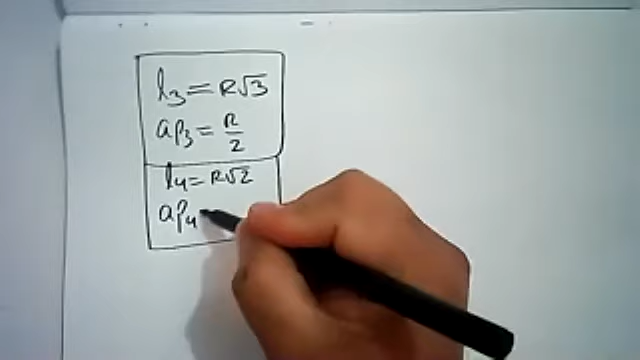 l₃ = R√3
ap₃ = R/2
l₄ = R√2
ap₄